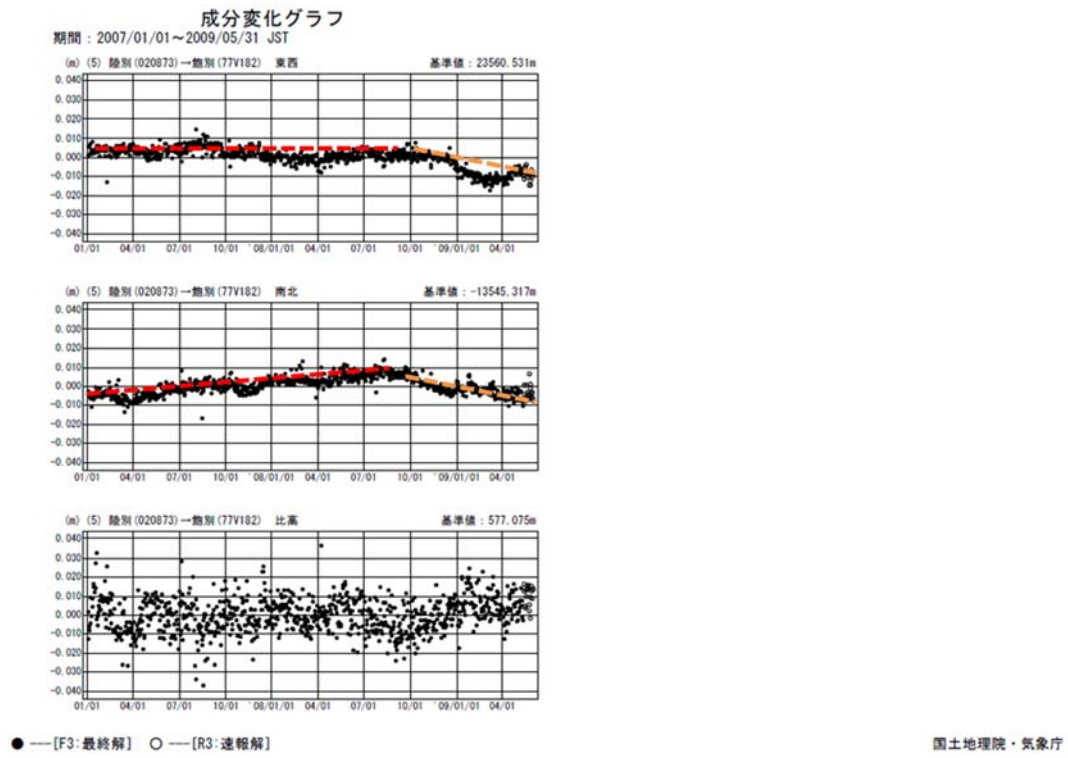 成分変化グラフ
期間：2007/01/01～2009/05/31 JST
(m) (5) 陸別(020873)→飽別(77V182) 東西 基準値：23560.531m
0.040
0.030
0.020
0.010
0.000
-0.010
-0.020
-0.030
-0.040
01/01 04/01 07/01 10/01 '08/01/01 04/01 07/01 10/01 '09/01/01 04/01
(m) (5) 陸別(020873)→飽別(77V182) 南北 基準値：-13545.317m
0.040
0.030
0.020
0.010
0.000
-0.010
-0.020
-0.030
-0.040
01/01 04/01 07/01 10/01 '08/01/01 04/01 07/01 10/01 '09/01/01 04/01
(m) (5) 陸別(020873)→飽別(77V182) 比高 基準値：577.075m
0.040
0.030
0.020
0.010
0.000
-0.010
-0.020
-0.030
-0.040
01/01 04/01 07/01 10/01 '08/01/01 04/01 07/01 10/01 '09/01/01 04/01
● ---[F3:最終解] ○ ---[R3:速報解]
国土地理院・気象庁